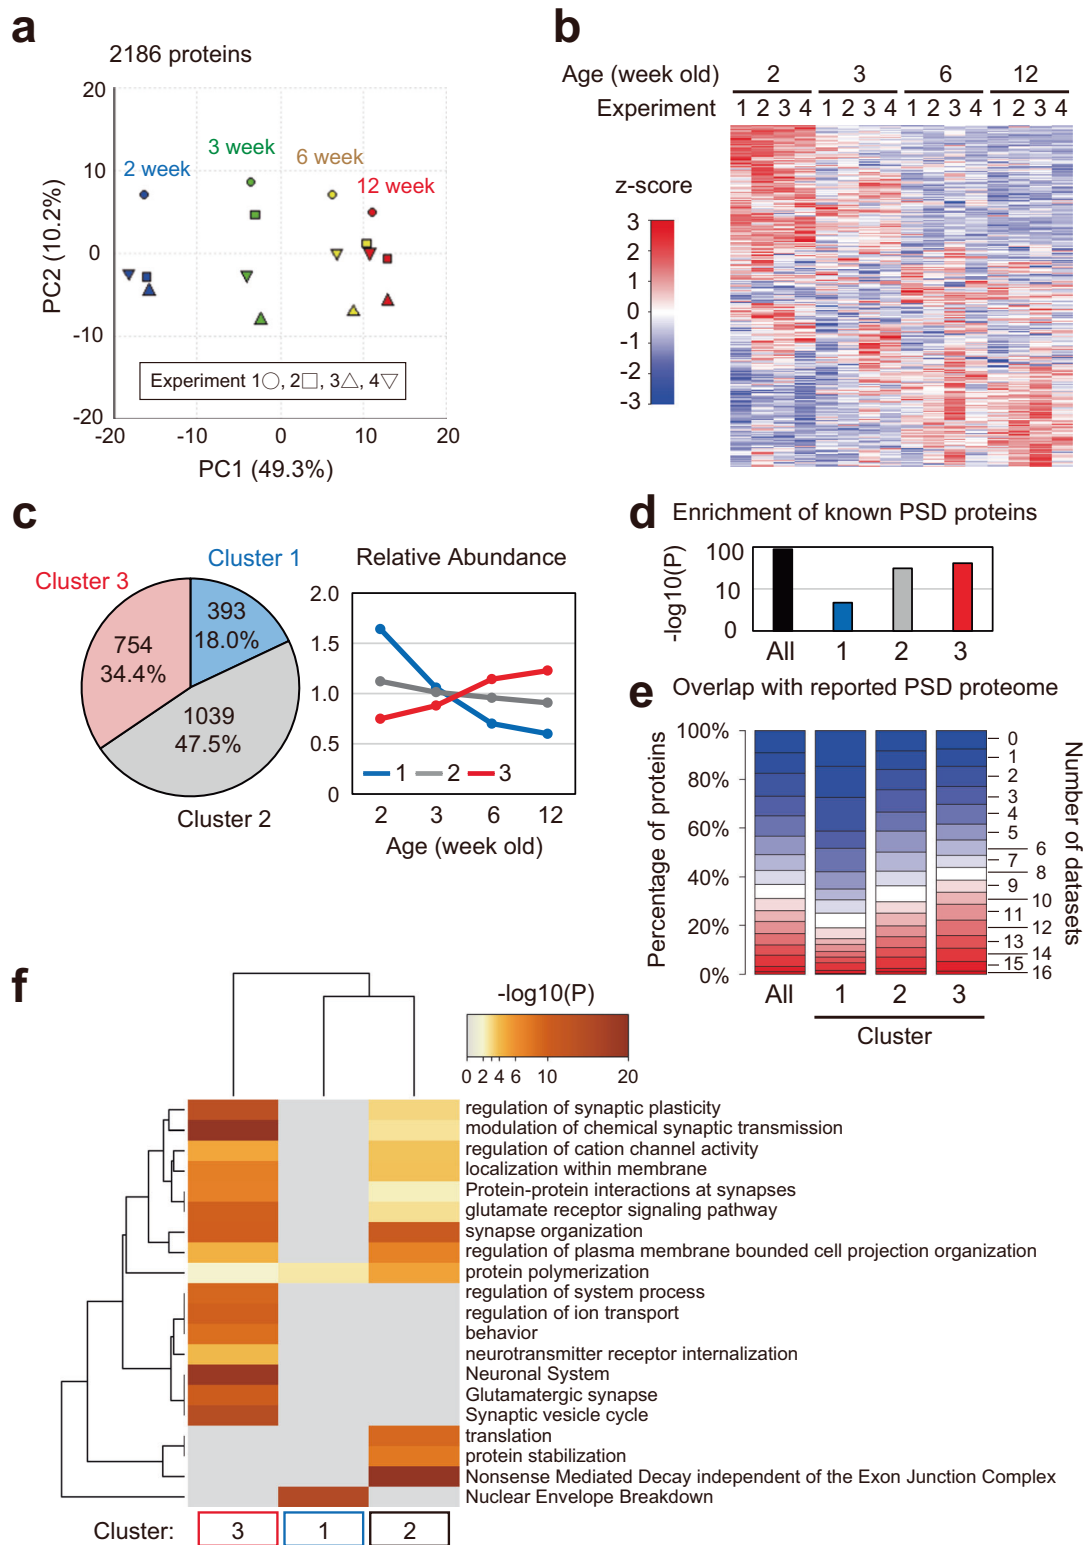 a
2186 proteins
20
10
0
-10
-20
PC2 (10.2%)
2 week
3 week
6 week
12 week
Experiment 1○, 2□, 3△, 4▽
-20 -10 0 10 20
PC1 (49.3%)
b
Age (week old) 2 3 6 12
Experiment 1 2 3 4 1 2 3 4 1 2 3 4 1 2 3 4
z-score
3
2
1
0
-1
-2
-3
c
Cluster 1
Cluster 3
393
18.0%
754
34.4%
1039
47.5%
Cluster 2
Relative Abundance
2.0
1.5
1.0
0.5
0
1 2 3
2 3 6 12
Age (week old)
d
Enrichment of known PSD proteins
-log10(P)
100
10
0
All 1 2 3
e
Overlap with reported PSD proteome
Percentage of proteins
100%
80%
60%
40%
20%
0%
0
1
2
3
4
5
6
7
8
9
10
11
12
13
14
15
16
Number of datasets
All 1 2 3
Cluster
f
-log10(P)
0 2 4 6 10 20
regulation of synaptic plasticity
modulation of chemical synaptic transmission
regulation of cation channel activity
localization within membrane
Protein-protein interactions at synapses
glutamate receptor signaling pathway
synapse organization
regulation of plasma membrane bounded cell projection organization
protein polymerization
regulation of system process
regulation of ion transport
behavior
neurotransmitter receptor internalization
Neuronal System
Glutamatergic synapse
Synaptic vesicle cycle
translation
protein stabilization
Nonsense Mediated Decay independent of the Exon Junction Complex
Nuclear Envelope Breakdown
Cluster: 3 1 2